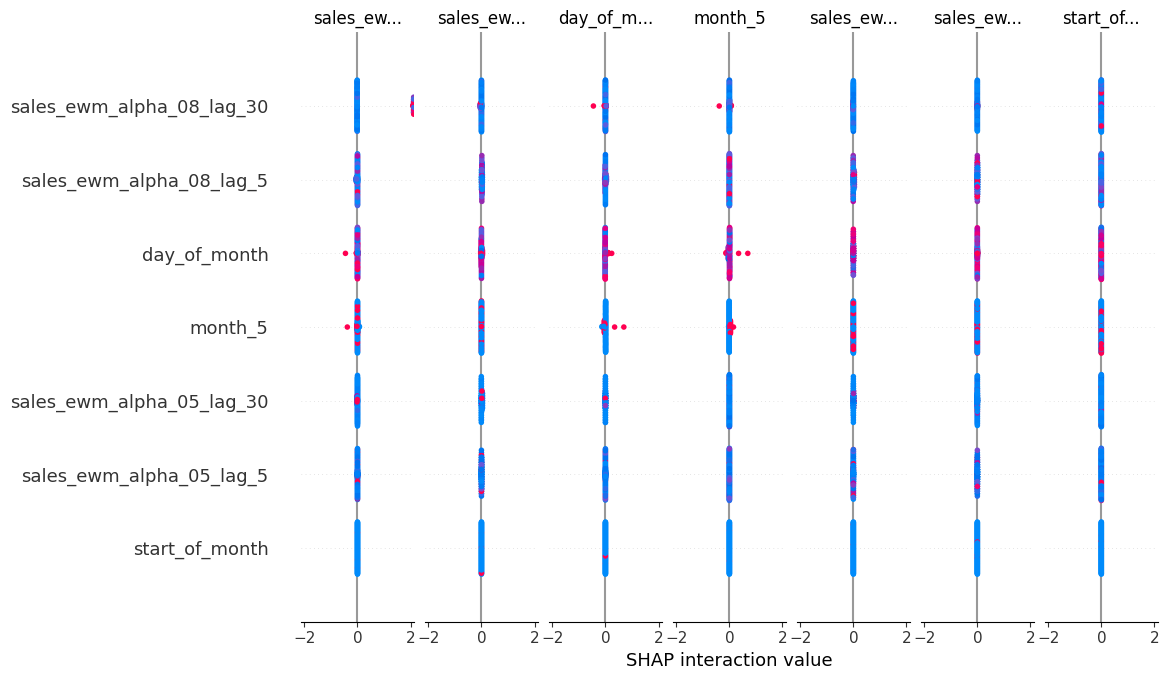 sales_ew... sales_ew... day_of_m... month_5 sales_ew... sales_ew... start_of...
sales_ewm_alpha_08_lag_30
sales_ewm_alpha_08_lag_5
day_of_month
month_5
sales_ewm_alpha_05_lag_30
sales_ewm_alpha_05_lag_5
start_of_month
−2 0 2 −2 0 2 −2 0 2 −2 0 2 −2 0 2 −2 0 2 −2 0 2
SHAP interaction value